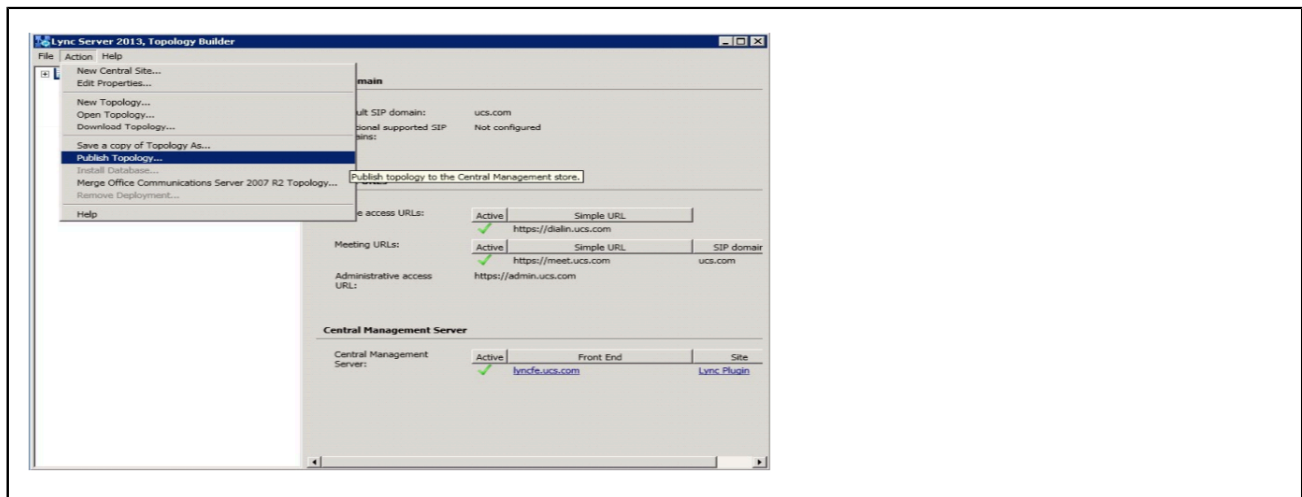 Lync Server 2013, Topology Builder
File Action Help
New Central Site...
Edit Properties...
New Topology...
Open Topology...
Download Topology...
Save a copy of Topology As...
Publish Topology...
Install Database...
Merge Office Communications Server 2007 R2 Topology...
Remove Deployment...
Help
Publish topology to the Central Management store.
main
ult SIP domain: ucs.com
tional supported SIP Not configured
ains:
e access URLs: Active Simple URL
https://dialin.ucs.com
Meeting URLs: Active Simple URL SIP domair
https://meet.ucs.com ucs.com
Administrative access https://admin.ucs.com
URL:
Central Management Server
Central Management Active Front End Site
Server: lyncfe.ucs.com Lync Plugin